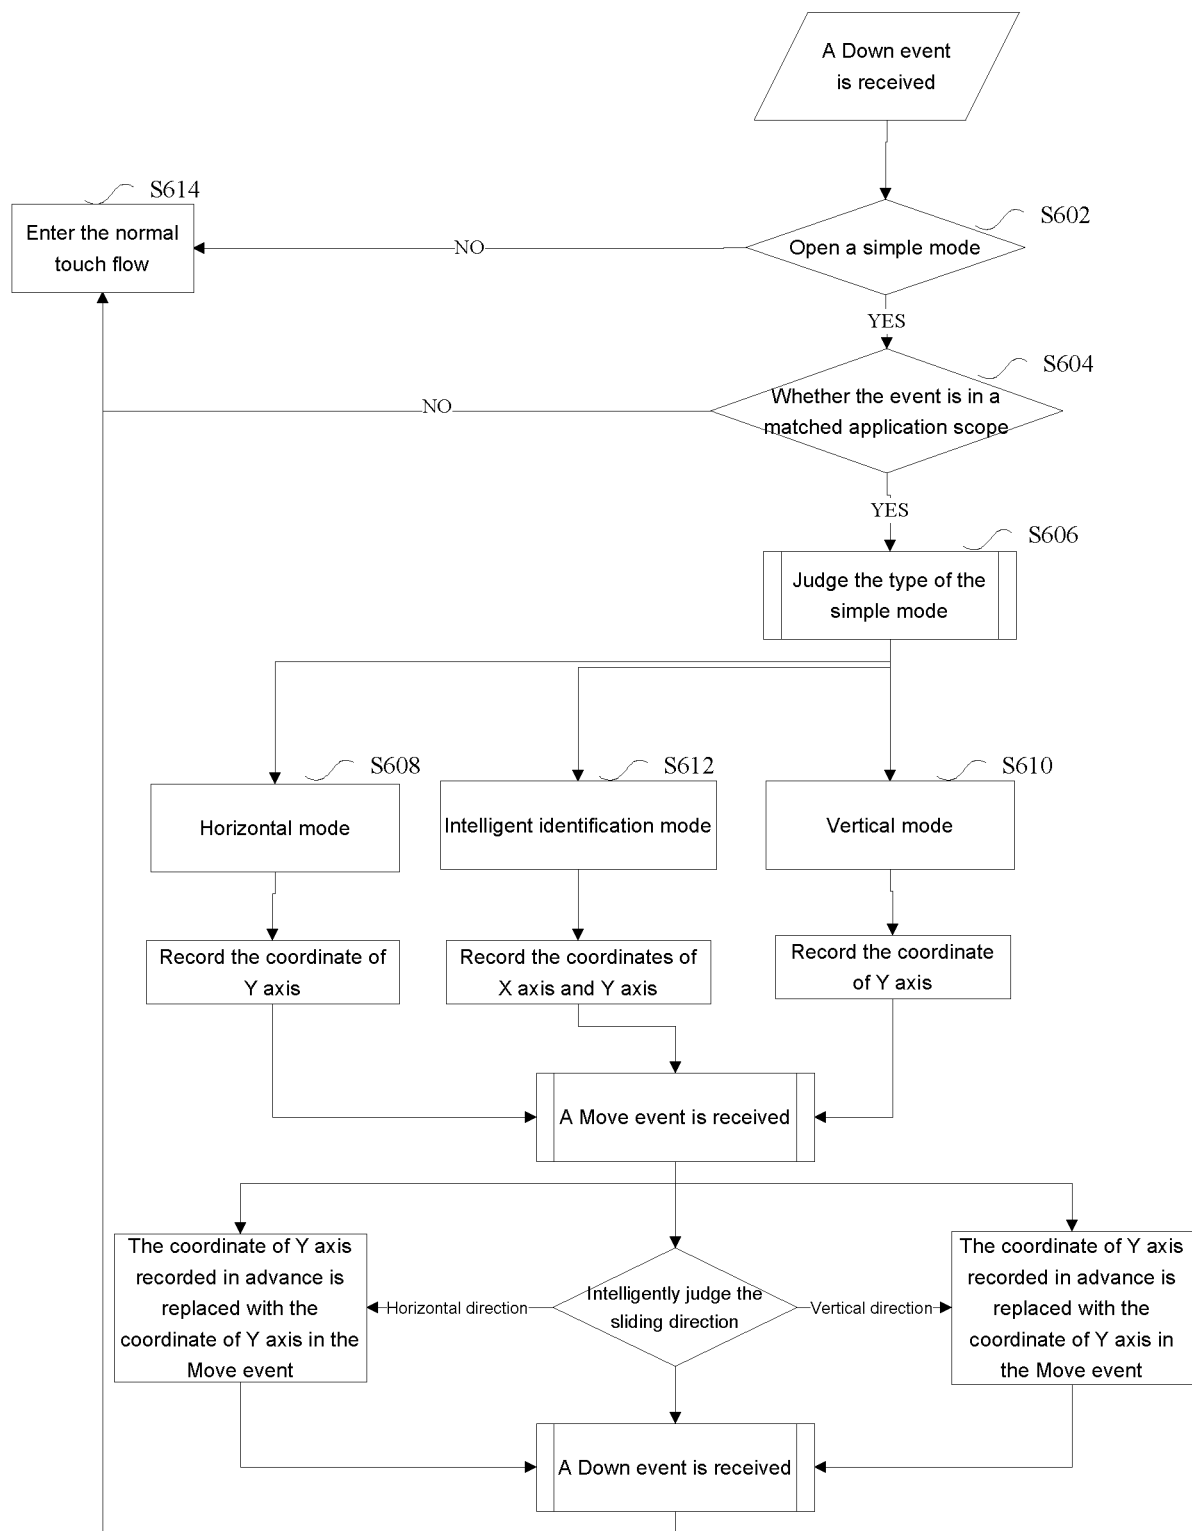 A Down event
is received
S614
Enter the normal
touch flow
S602
Open a simple mode
NO
YES
S604
Whether the event is in a
matched application scope
NO
YES
S606
Judge the type of the
simple mode
S608
Horizontal mode
S612
Intelligent identification mode
S610
Vertical mode
Record the coordinate of
Y axis
Record the coordinates of
X axis and Y axis
Record the coordinate
of Y axis
A Move event is received
The coordinate of Y axis
recorded in advance is
replaced with the
coordinate of Y axis in the
Move event
Horizontal direction
Intelligently judge the
sliding direction
Vertical direction
The coordinate of Y axis
recorded in advance is
replaced with the
coordinate of Y axis in
the Move event
A Down event is received